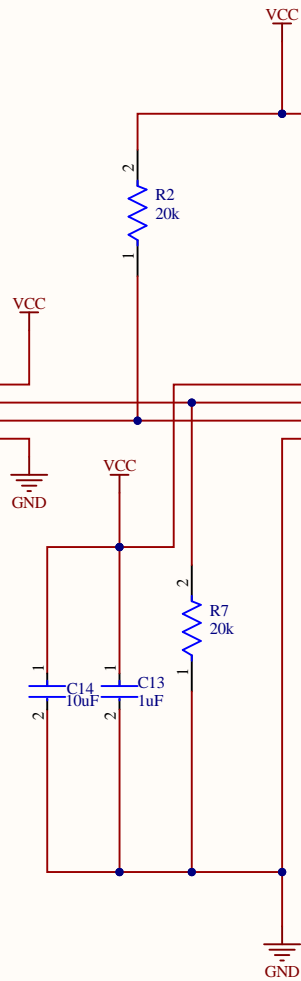 VCC
2
R2
20k
1
VCC
GND
VCC
2
R7
20k
1
1
C14
10uF
2
1
C13
1uF
2
GND